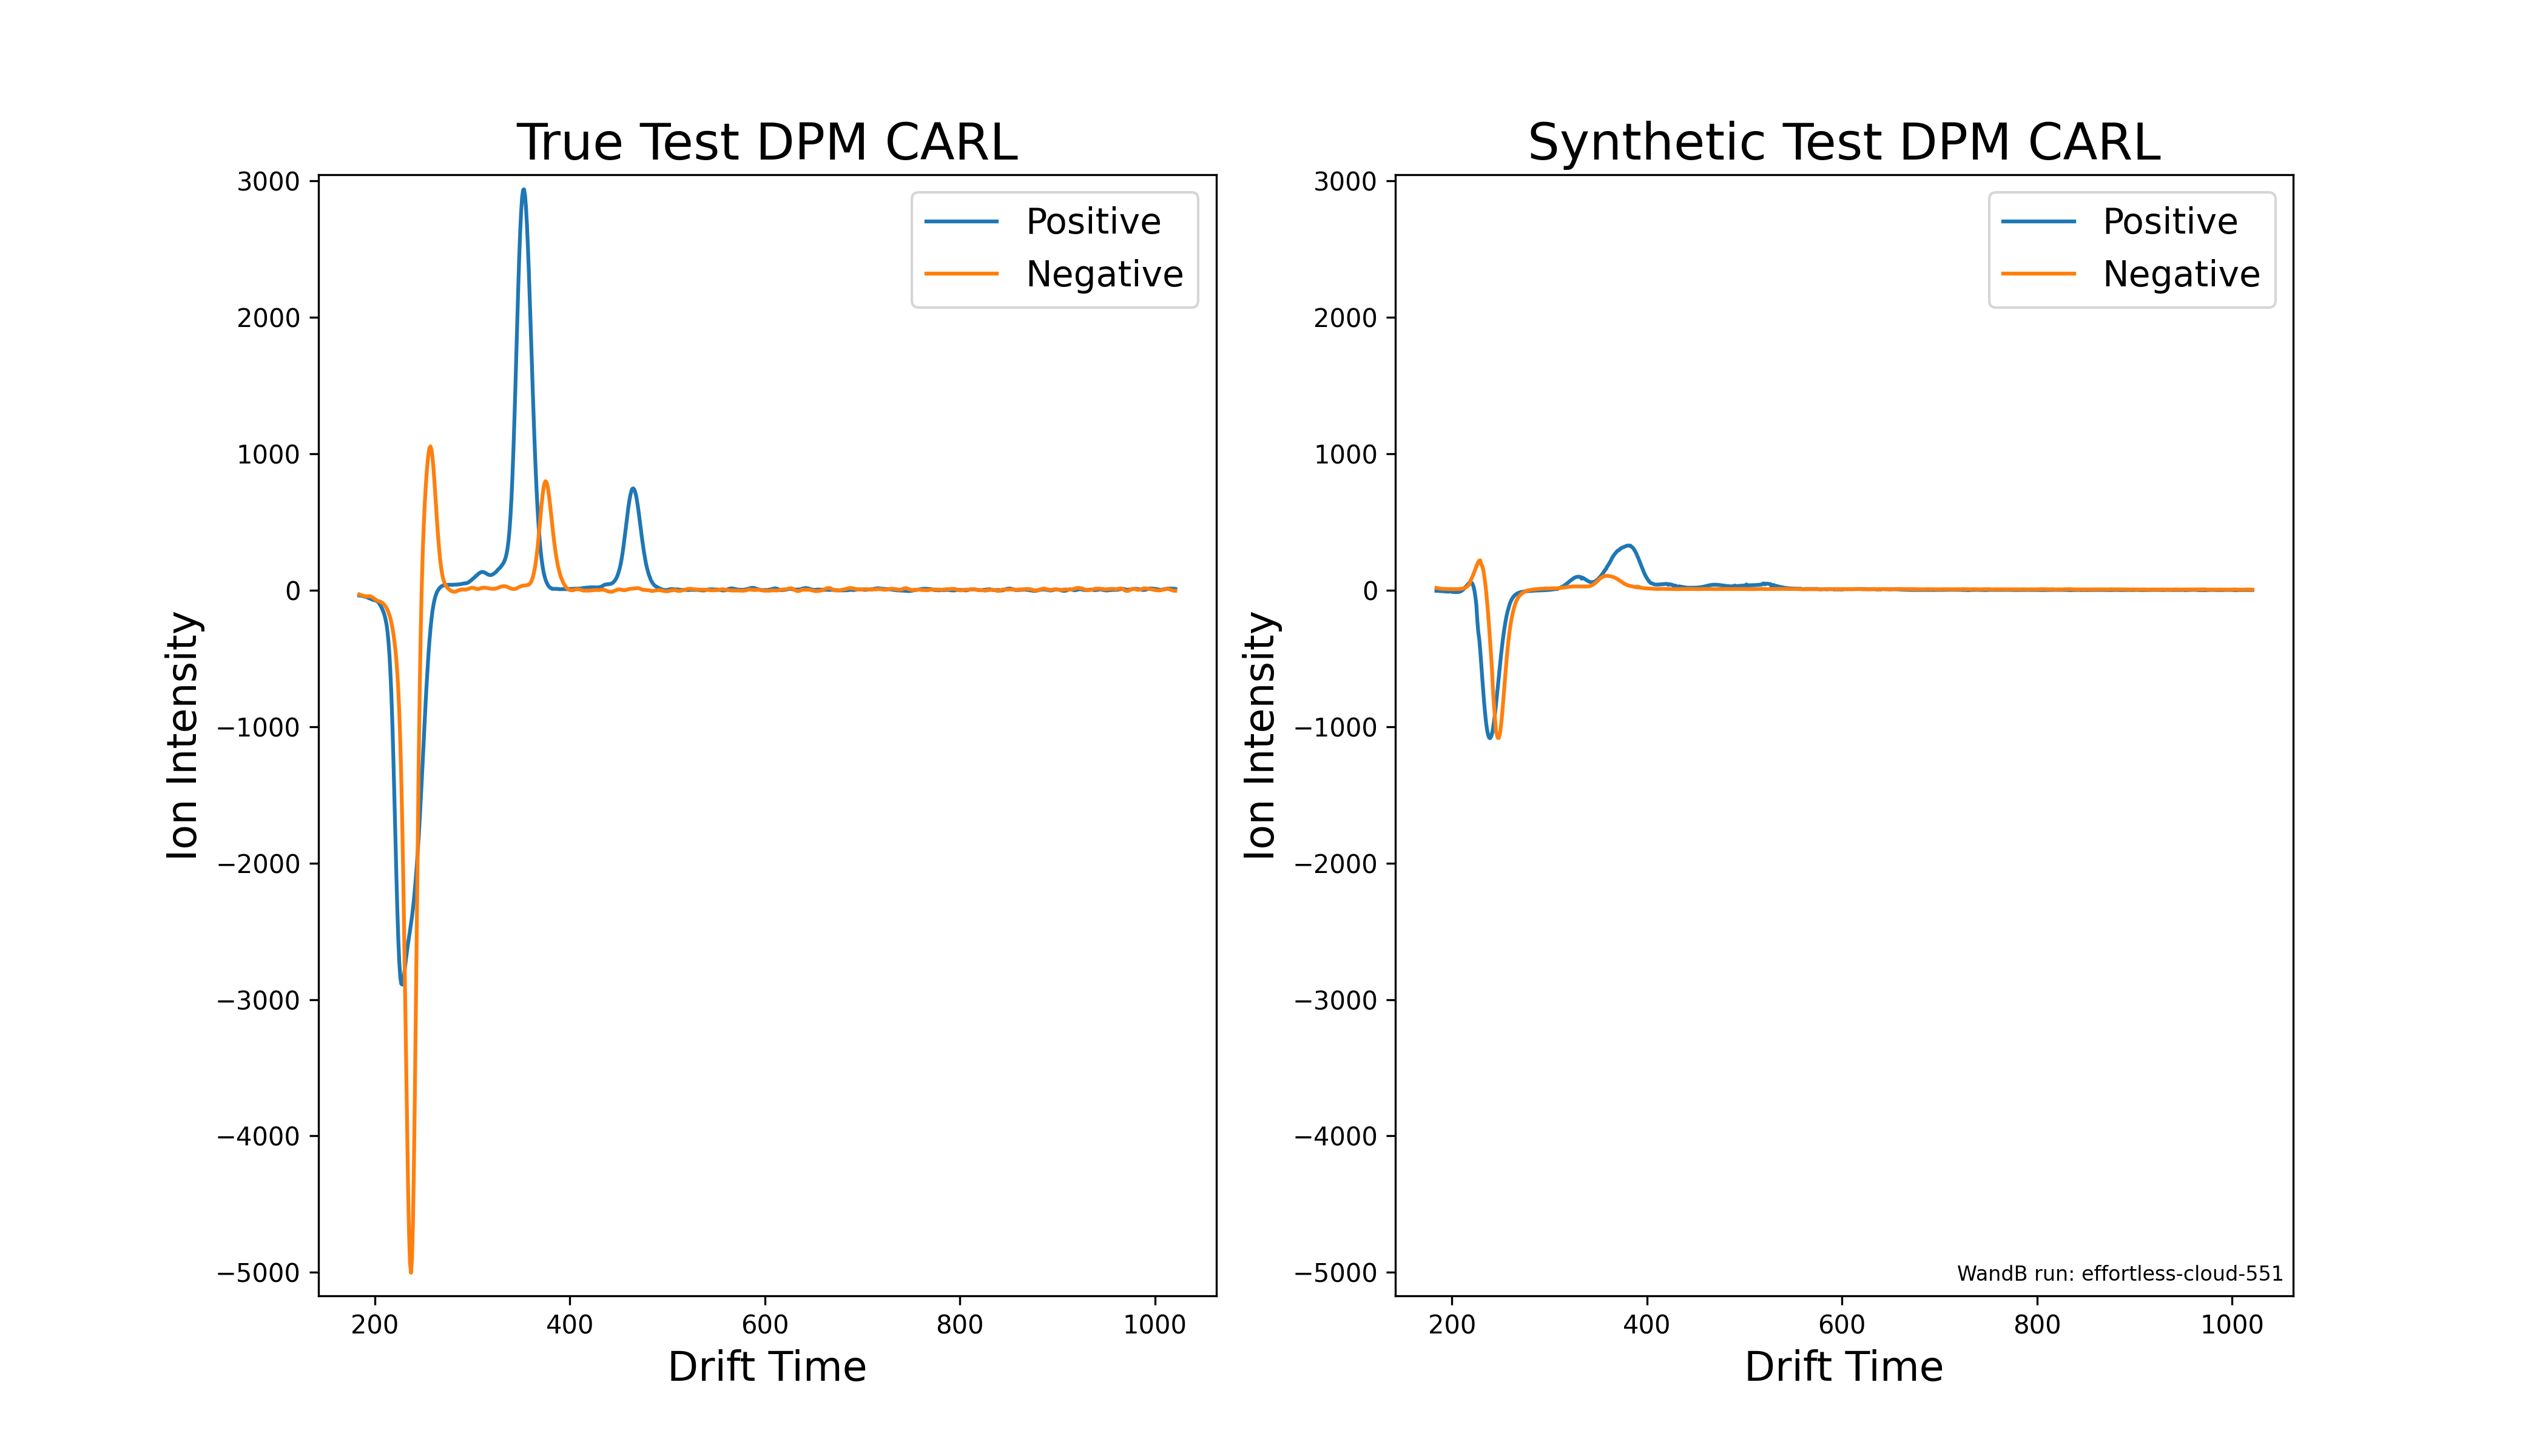 True Test DPM CARL
3000
2000
1000
0
−1000
−2000
−3000
−4000
−5000
Ion Intensity
200 400 600 800 1000
Drift Time
Positive
Negative
Synthetic Test DPM CARL
3000
2000
1000
0
−1000
−2000
−3000
−4000
−5000
Ion Intensity
200 400 600 800 1000
Drift Time
Positive
Negative
WandB run: effortless-cloud-551